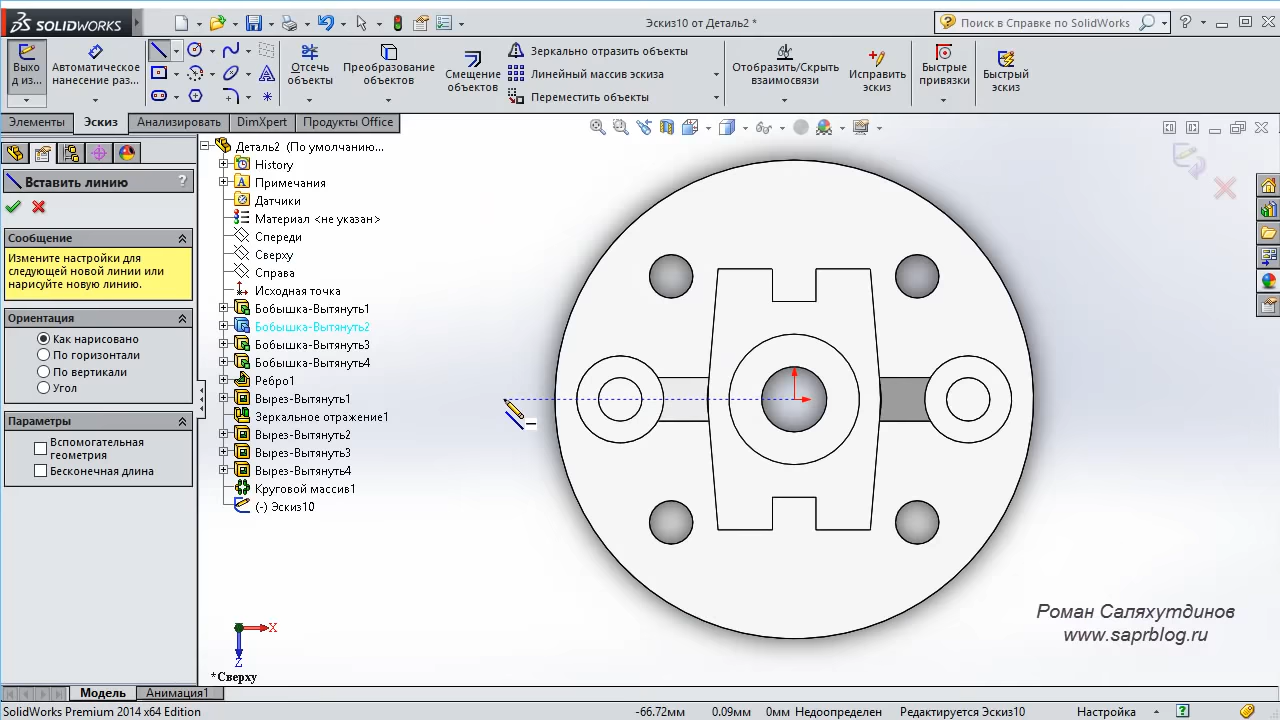 SOLIDWORKS
Эскиз10 от Деталь2 *
Поиск в Справке по SolidWorks
Выхо
д из...
Автоматическое
нанесение раз...
Отсечь
объекты
Преобразование
объектов
Смещение
объектов
Зеркально отразить объекты
Линейный массив эскиза
Переместить объекты
Отобразить/Скрыть
взаимосвязи
Исправить
эскиз
Быстрые
привязки
Быстрый
эскиз
Элементы
Эскиз
Анализировать
DimXpert
Продукты Office
Вставить линию
?
Сообщение
Измените настройки для
следующей новой линии или
нарисуйте новую линию.
Ориентация
Как нарисовано
По горизонтали
По вертикали
Угол
Параметры
Вспомогательная
геометрия
Бесконечная длина
Деталь2 (По умолчанию...
History
Примечания
Датчики
Материал <не указан>
Спереди
Сверху
Справа
Исходная точка
Бобышка-Вытянуть1
Бобышка-Вытянуть2
Бобышка-Вытянуть3
Бобышка-Вытянуть4
Ребро1
Вырез-Вытянуть1
Зеркальное отражение1
Вырез-Вытянуть2
Вырез-Вытянуть3
Вырез-Вытянуть4
Круговой массив1
(-) Эскиз10
X
Z
*Сверху
Роман Саляхутдинов
www.saprblog.ru
Модель
Анимация1
SolidWorks Premium 2014 x64 Edition
-66.72мм
0.09мм
0мм
Недоопределен
Редактируется Эскиз10
Настройка